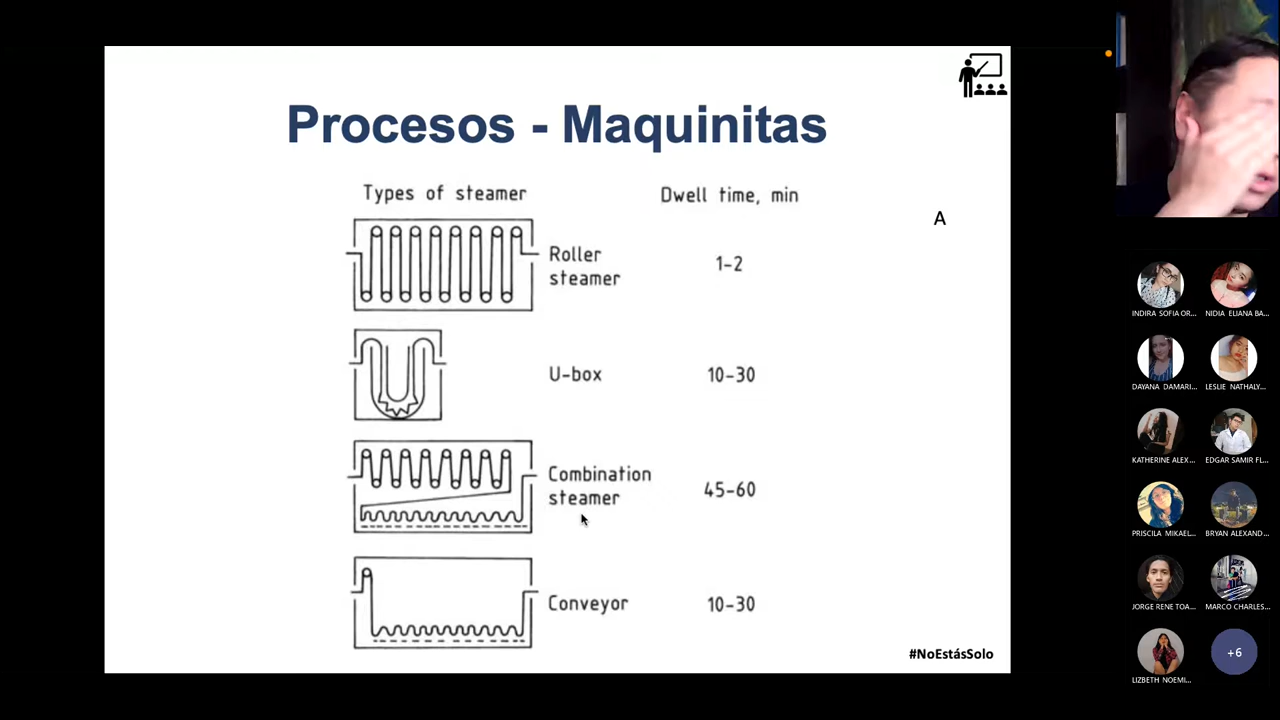 Procesos - Maquinitas
Types of steamer
Dwell time, min
A
Roller
steamer
1-2
U-box
10-30
Combination
steamer
45-60
Conveyor
10-30
#NoEstásSolo
INDIRA SOFIA OR...
NIDIA ELIANA BA...
DAYANA DAMARI...
LESLIE NATHALY...
KATHERINE ALEX...
EDGAR SAMIR FL...
PRISCILA MIKAEL...
BRYAN ALEXAND...
JORGE RENE TOA...
MARCO CHARLES...
LIZBETH NOEMI...
+6